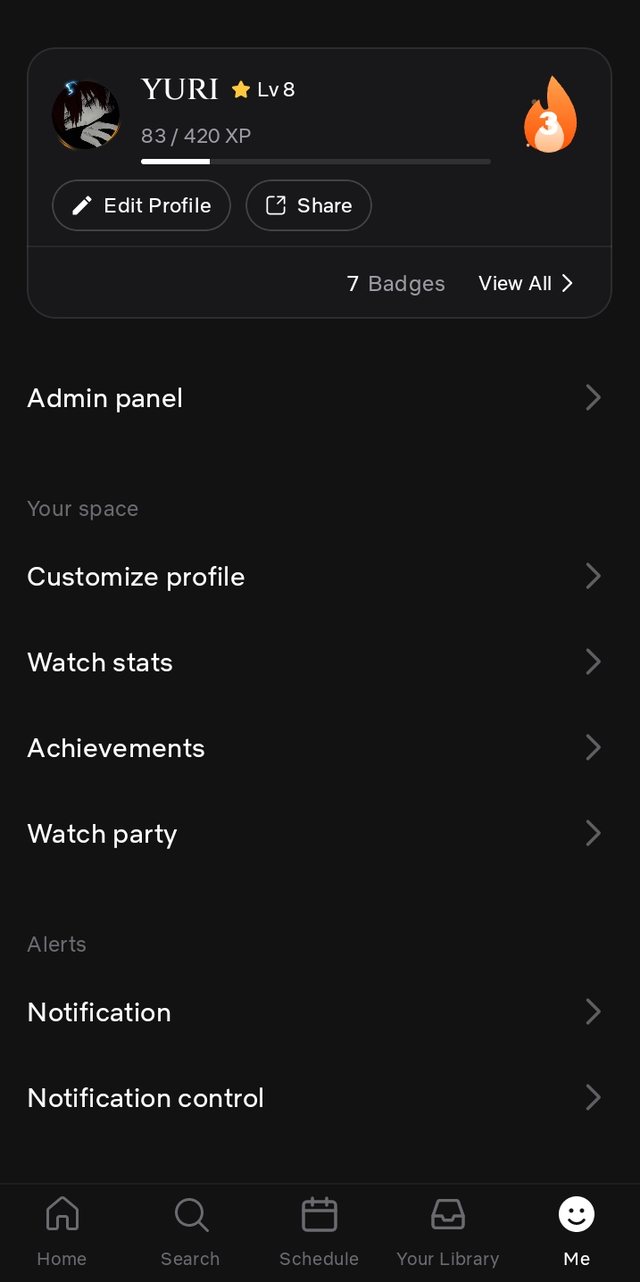 YURI ⭐ Lv 8
83 / 420 XP
3
Edit Profile
Share
7 Badges
View All
Admin panel
Your space
Customize profile
Watch stats
Achievements
Watch party
Alerts
Notification
Notification control
Home
Search
Schedule
Your Library
Me